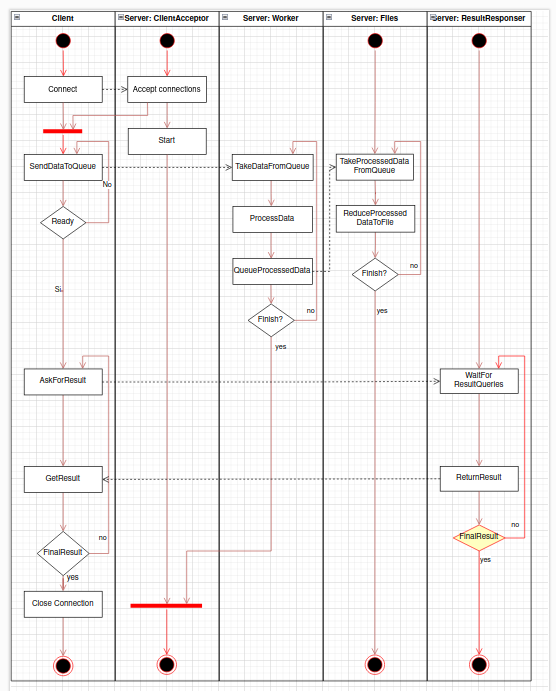 Client
Server: ClientAcceptor
Server: Worker
Server: Files
Server: ResultResponser
Connect
Accept connections
Start
SendDataToQueue
TakeDataFromQueue
TakeProcessedData
FromQueue
No
Ready
ProcessData
ReduceProcessed
DataToFile
QueueProcessedData
Finish?
no
Si
yes
Finish?
no
yes
AskForResult
WaitFor
ResultQueries
GetResult
ReturnResult
no
FinalResult
yes
no
FinalResult
yes
Close Connection